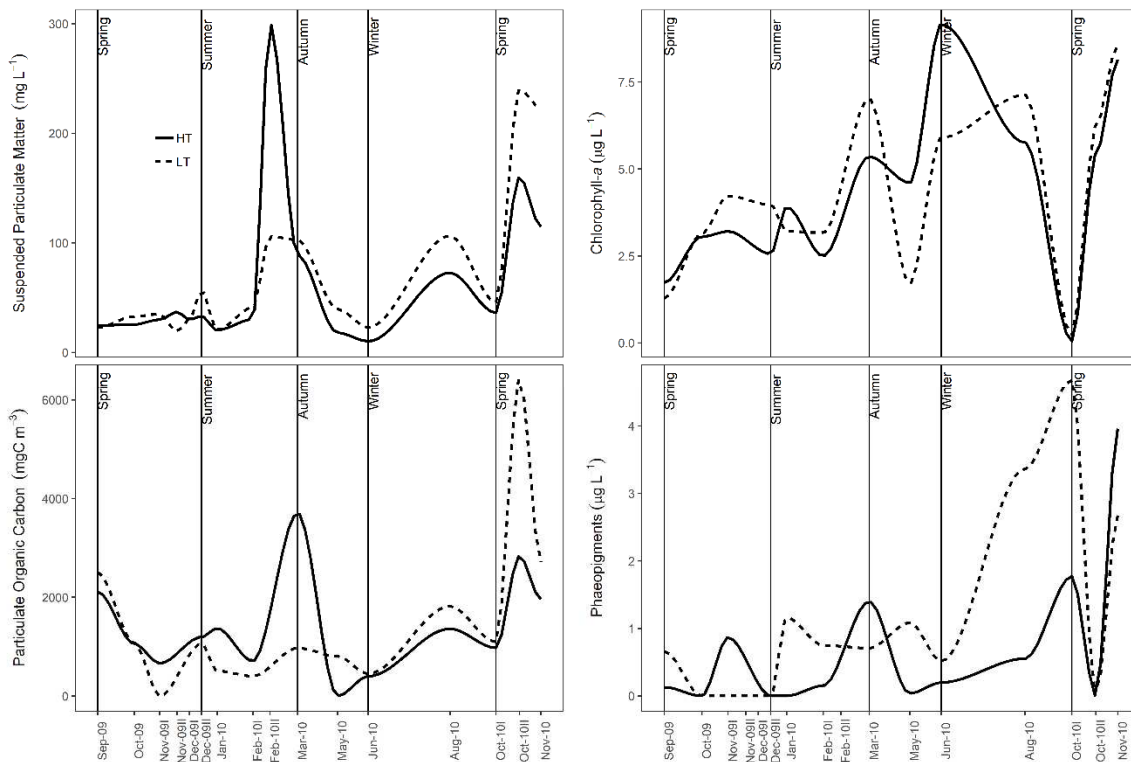 Suspended Particulate Matter (mg L⁻¹)
300
200
100
0
Spring
Summer
Autumn
Winter
Spring
HT
LT
Chlorophyll-a (µg L⁻¹)
7.5
5.0
2.5
0.0
Spring
Summer
Autumn
Winter
Spring
Particulate Organic Carbon (mgC m⁻³)
6000
4000
2000
0
Spring
Summer
Autumn
Winter
Spring
Sep-09
Oct-09
Nov-09I
Nov-09II
Dec-09I
Dec-09II
Jan-10
Feb-10I
Feb-10II
Mar-10
May-10
Jun-10
Aug-10
Oct-10I
Oct-10II
Nov-10
Phaeopigments (µg L⁻¹)
4
3
2
1
0
Spring
Summer
Autumn
Winter
Spring
Sep-09
Oct-09
Nov-09I
Nov-09II
Dec-09I
Dec-09II
Jan-10
Feb-10I
Feb-10II
Mar-10
May-10
Jun-10
Aug-10
Oct-10I
Oct-10II
Nov-10